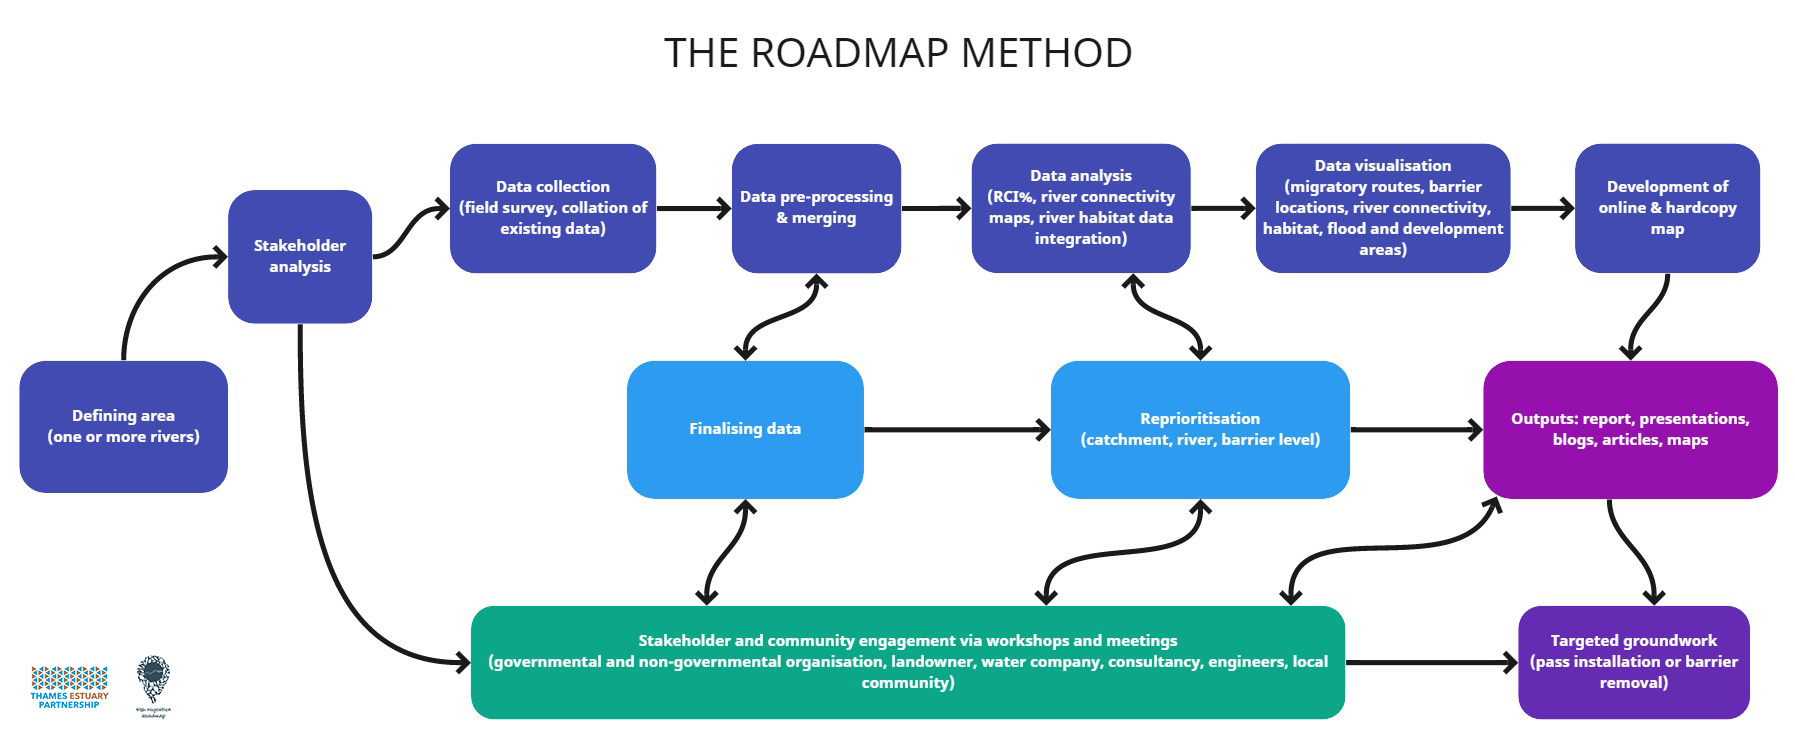 THE ROADMAP METHOD
Data collection
(field survey, collation of
existing data)
Data pre-processing
& merging
Data analysis
(RCI%, river connectivity
maps, river habitat data
integration)
Data visualisation
(migratory routes, barrier
locations, river connectivity,
habitat, flood and development
areas)
Development of
online & hardcopy
map
Stakeholder
analysis
Defining area
(one or more rivers)
Finalising data
Reprioritisation
(catchment, river, barrier level)
Outputs: report, presentations,
blogs, articles, maps
Stakeholder and community engagement via workshops and meetings
(governmental and non-governmental organisation, landowner, water company, consultancy, engineers, local
community)
Targeted groundwork
(pass installation or barrier
removal)
THAMES ESTUARY
PARTNERSHIP
Fish Migration
Roadmap